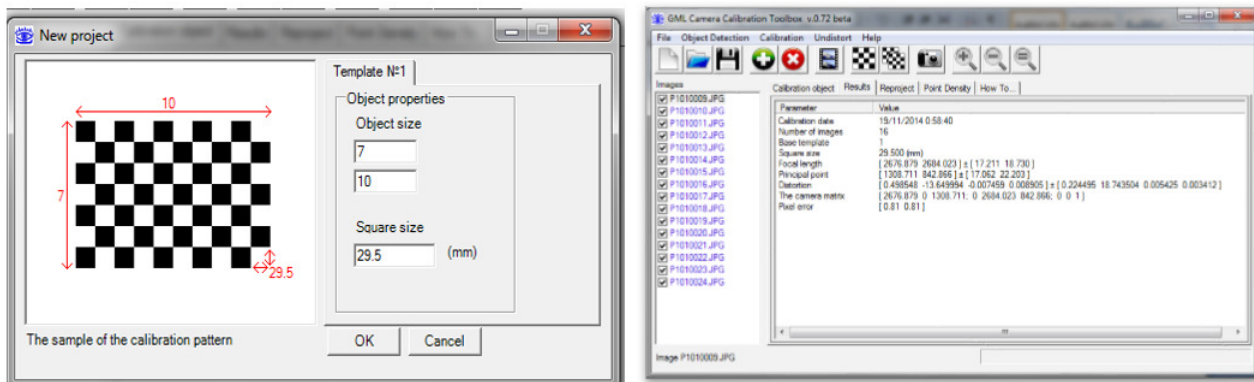 New project
Template №1
Object properties
Object size
7
10
Square size
29.5 (mm)
10
7
29.5
The sample of the calibration pattern
OK
Cancel
GML Camera Calibration Toolbox v.0.72 beta
File Object Detection Calibration Undistort Help
Images
P1010009.JPG
P1010010.JPG
P1010011.JPG
P1010012.JPG
P1010013.JPG
P1010014.JPG
P1010015.JPG
P1010016.JPG
P1010017.JPG
P1010018.JPG
P1010019.JPG
P1010020.JPG
P1010021.JPG
P1010022.JPG
P1010023.JPG
P1010024.JPG
Calibration object Results Reproject Point Density How To...
Parameter Value
Calibration date 19/11/2014 0:58:40
Number of images 16
Base template 1
Square size 29.500 (mm)
Focal length [ 2676.879 2684.023 ] ± [ 17.211 18.730 ]
Principal point [ 1308.711 842.866 ] ± [ 17.062 22.203 ]
Distortion [ 0.498548 -13.649994 -0.007459 0.008905 ] ± [ 0.224495 18.743504 0.005425 0.003412 ]
The camera matrix [ 2676.879 0 1308.711; 0 2684.023 842.866; 0 0 1 ]
Pixel error [ 0.81 0.81 ]
Image P1010009.JPG